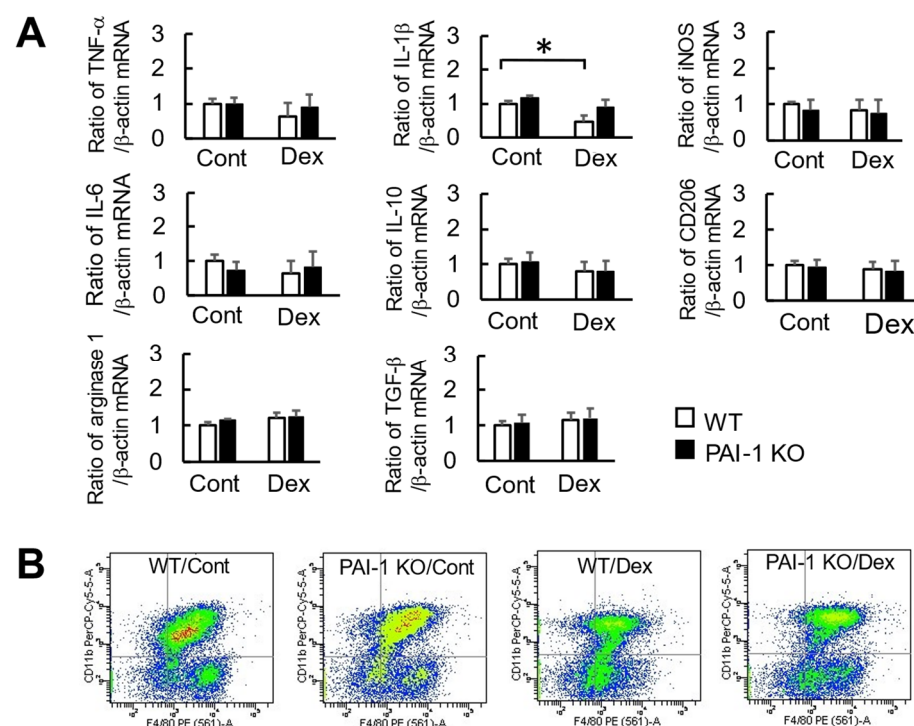 A
Ratio of TNF-α
/β-actin mRNA
3
2
1
0
Cont
Dex
Ratio of IL-1β
/β-actin mRNA
3
2
1
0
*
Cont
Dex
Ratio of iNOS
/β-actin mRNA
3
2
1
0
Cont
Dex
Ratio of IL-6
/β-actin mRNA
3
2
1
0
Cont
Dex
Ratio of IL-10
/β-actin mRNA
3
2
1
0
Cont
Dex
Ratio of CD206
/β-actin mRNA
3
2
1
0
Cont
Dex
Ratio of arginase 1
/β-actin mRNA
3
2
1
0
Cont
Dex
Ratio of TGF-β
/β-actin mRNA
3
2
1
0
Cont
Dex
WT
PAI-1 KO
B
WT/Cont
CD11b PerCP-Cy5-5-A
F4/80 PE (561)-A
PAI-1 KO/Cont
CD11b PerCP-Cy5-5-A
F4/80 PE (561)-A
WT/Dex
CD11b PerCP-Cy5-5-A
F4/80 PE (561)-A
PAI-1 KO/Dex
CD11b PerCP-Cy5-5-A
F4/80 PE (561)-A